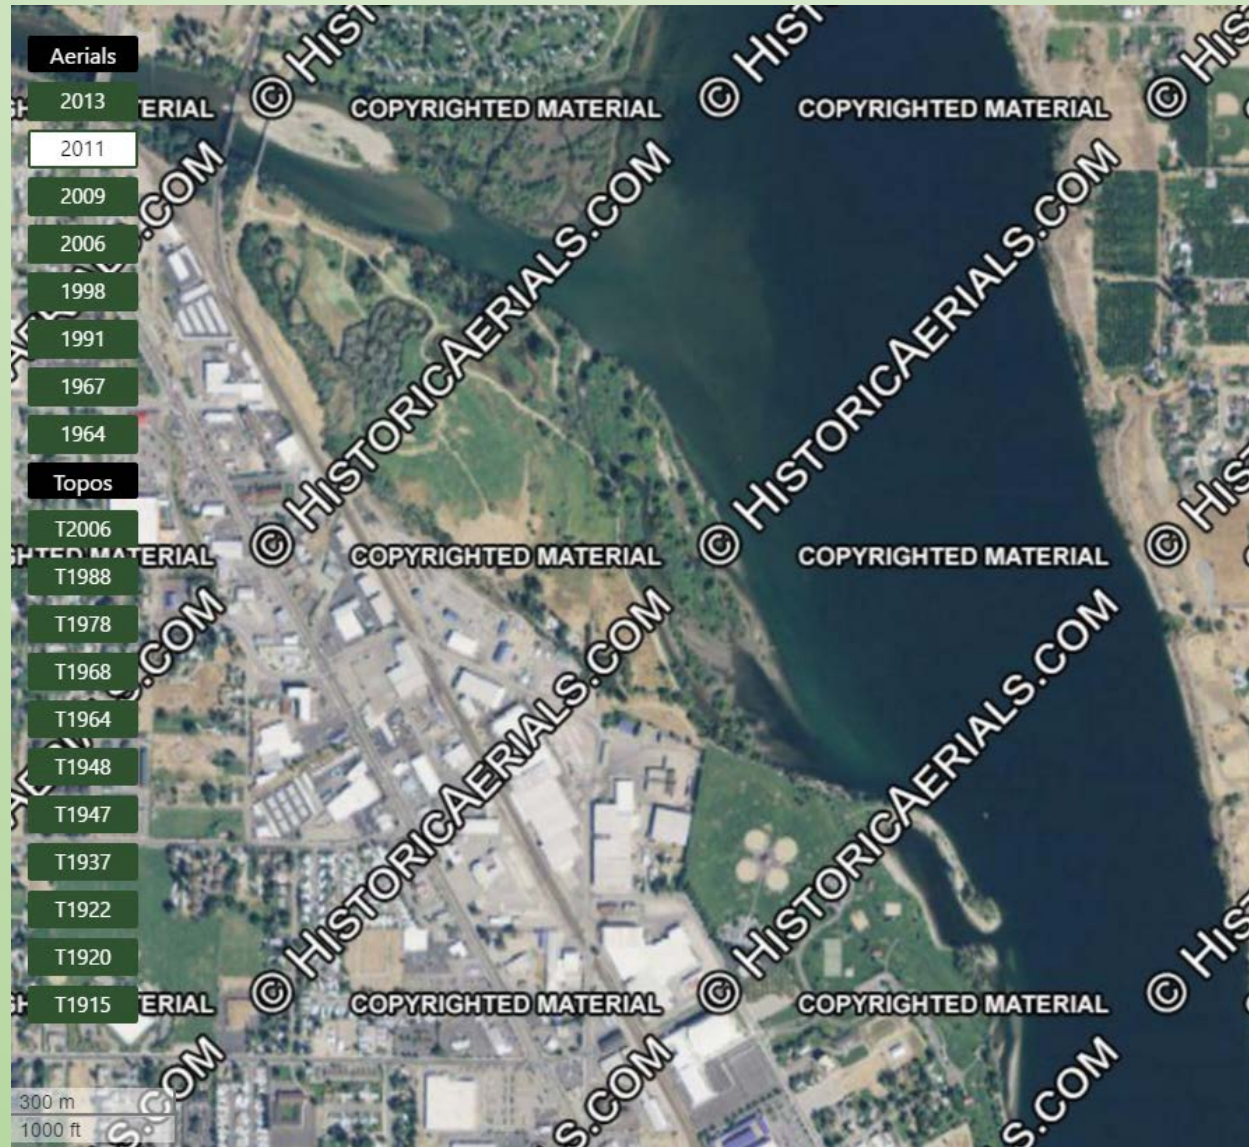 Aerials
2013
2011
2009
2006
1998
1991
1967
1964
Topos
T2006
T1988
T1978
T1968
T1964
T1948
T1947
T1937
T1922
T1920
T1915
300 m
1000 ft
© HISTORICAERIALS.COM
COPYRIGHTED MATERIAL
COPYRIGHTED MATERIAL
© HISTORICAERIALS.COM
© HISTORICAERIALS.COM
COPYRIGHTED MATERIAL
COPYRIGHTED MATERIAL
© HISTORICAERIALS.COM
COPYRIGHTED MATERIAL
COPYRIGHTED MATERIAL